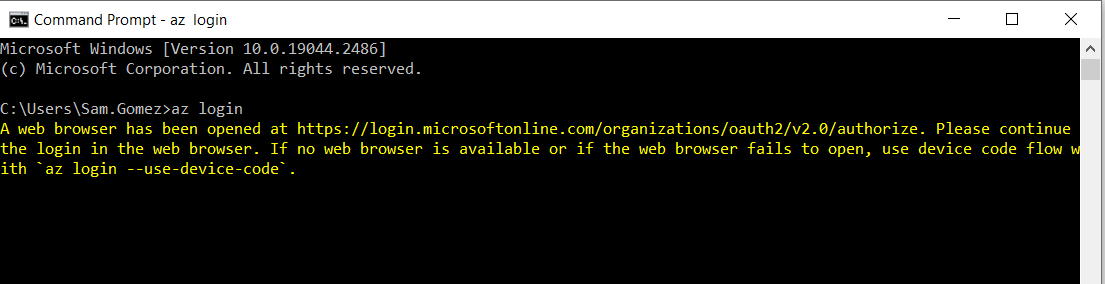 Command Prompt - az  login
Microsoft Windows [Version 10.0.19044.2486]
(c) Microsoft Corporation. All rights reserved.
C:\Users\Sam.Gomez>az login
A web browser has been opened at https://login.microsoftonline.com/organizations/oauth2/v2.0/authorize. Please continue
the login in the web browser. If no web browser is available or if the web browser fails to open, use device code flow w
ith `az login --use-device-code`.